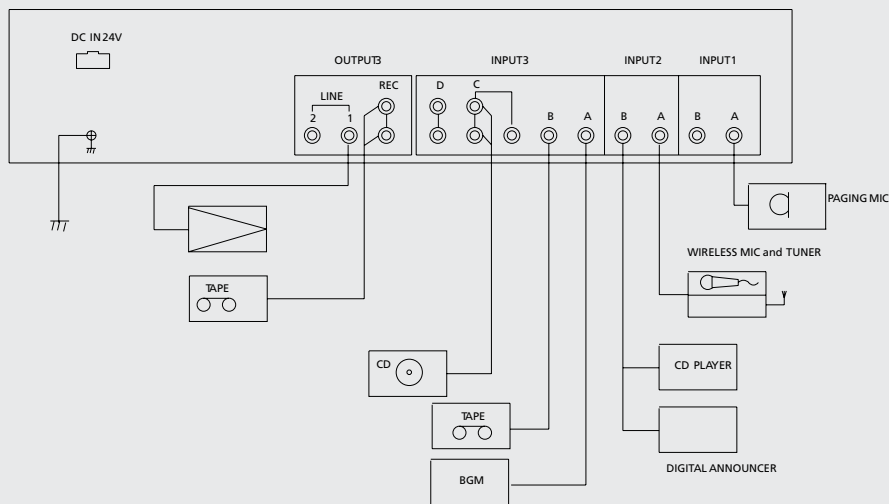 DC IN 24V
OUTPUT3 INPUT3 INPUT2 INPUT1
REC D C
LINE
2 1 B A B A B A
PAGING MIC
WIRELESS MIC and TUNER
TAPE
CD
CD PLAYER
TAPE
DIGITAL ANNOUNCER
BGM